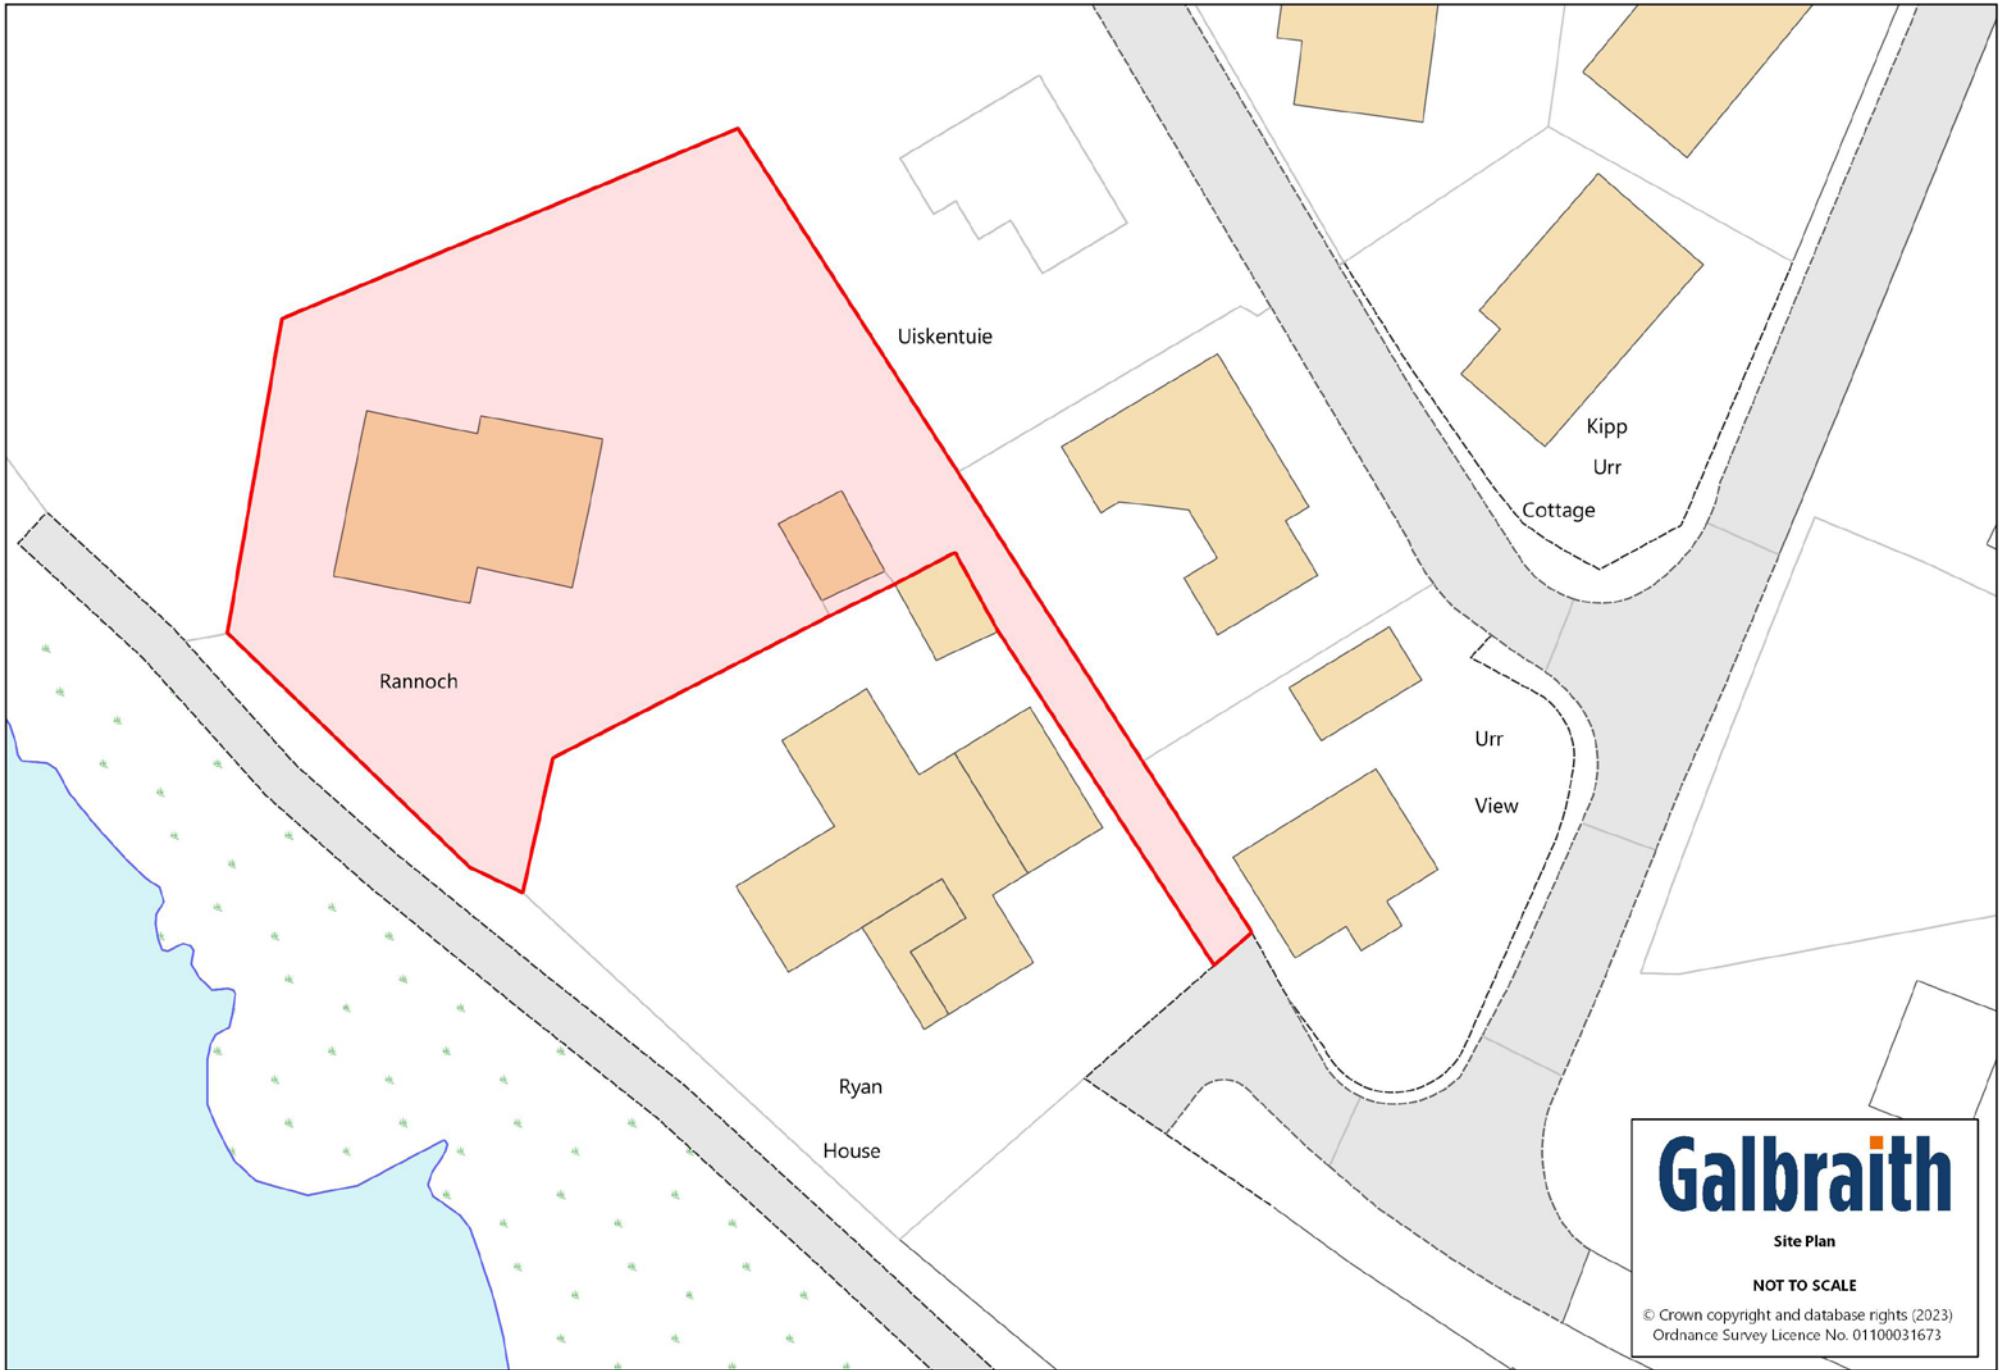 Uiskentuie
Kipp
Urr
Cottage
Rannoch
Urr
View
Ryan
House
Galbraith
Site Plan
NOT TO SCALE
© Crown copyright and database rights (2023)
Ordnance Survey Licence No. 01100031673